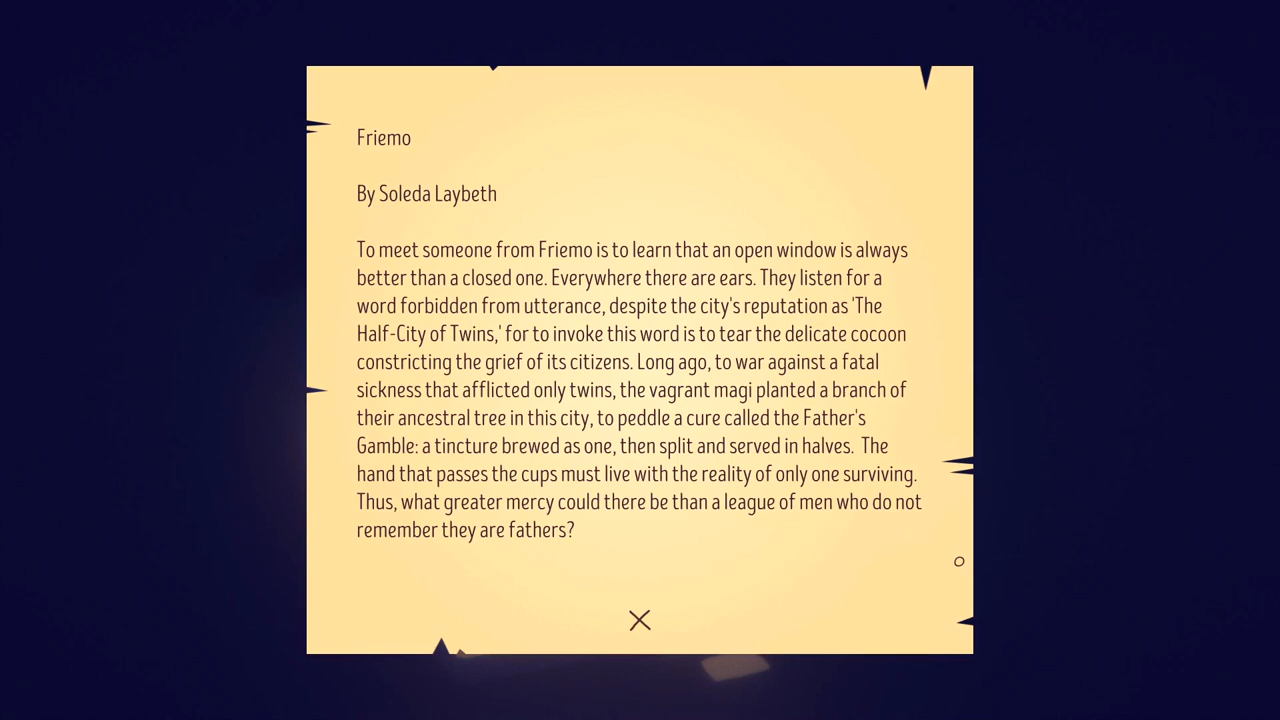 Friemo
By Soleda Laybeth
To meet someone from Friemo is to learn that an open window is always
better than a closed one. Everywhere there are ears. They listen for a
word forbidden from utterance, despite the city's reputation as 'The
Half-City of Twins,' for to invoke this word is to tear the delicate cocoon
constricting the grief of its citizens. Long ago, to war against a fatal
sickness that afflicted only twins, the vagrant magi planted a branch of
their ancestral tree in this city, to peddle a cure called the Father's
Gamble: a tincture brewed as one, then split and served in halves.  The
hand that passes the cups must live with the reality of only one surviving.
Thus, what greater mercy could there be than a league of men who do not
remember they are fathers?